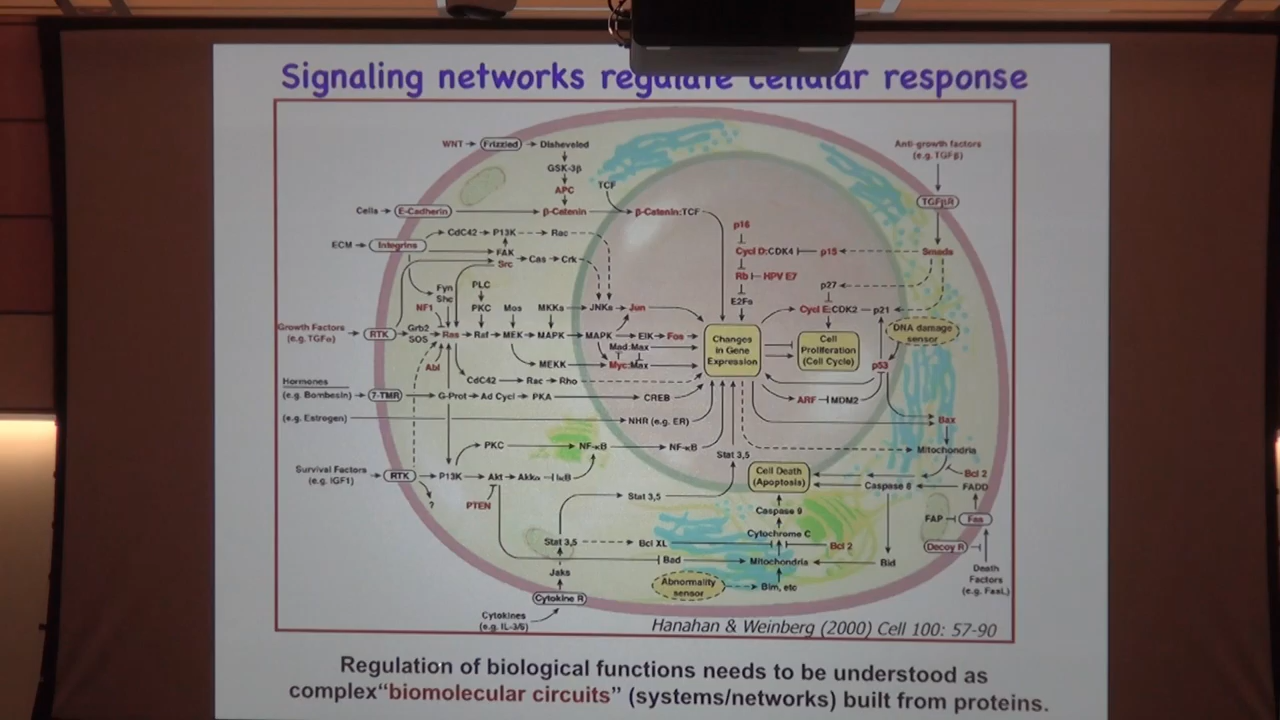 Signaling networks regulate cellular response
WNT Frizzled Disheveled
GSK-3β
APC
TCF
Cells E-Cadherin β-Catenin β-Catenin:TCF
Anti-growth factors
(e.g. TGFβ)
TGFβR
p16
CdC42 P13K Rac
ECM Integrins
FAK
Src Cas Crk
Cycl D:CDK4 p15 Smads
Rb HPV E7
Fyn
Shc
PLC
p27
E2Fs
NF1 PKC Mos MKKs JNKs Jun
Cycl E:CDK2 p21
Growth Factors
(e.g. TGFα)
RTK Grb2
SOS
Ras Raf MEK MAPK MAPK ElK Fos
Mad:Max
MEKK Myc:Max
Changes
in Gene
Expression
Cell
Proliferation
(Cell Cycle)
DNA damage
sensor
p53
Abl
CdC42 Rac Rho
Hormones
(e.g. Bombesin) 7-TMR G-Prot Ad Cycl PKA CREB
ARF MDM2
(e.g. Estrogen) NHR (e.g. ER)
Bax
PKC NF-κB NF-κB
Mitochondria
Stat 3,5
Survival Factors
(e.g. IGF1)
RTK P13K Akt Akkα IκB
?
PTEN
Cell Death
(Apoptosis)
Bcl 2
Caspase 8 FADD
Stat 3,5
Caspase 9
FAP Fas
Cytochrome C
Stat 3,5 Bcl XL Bcl 2
Decoy R
Bad Mitochondria Bid
Jaks
Death
Factors
(e.g. FasL)
Abnormality
sensor
Bim, etc
Cytokine R
Cytokines
(e.g. IL-3/6)
Hanahan & Weinberg (2000) Cell 100: 57-90
Regulation of biological functions needs to be understood as
complex“biomolecular circuits” (systems/networks) built from proteins.